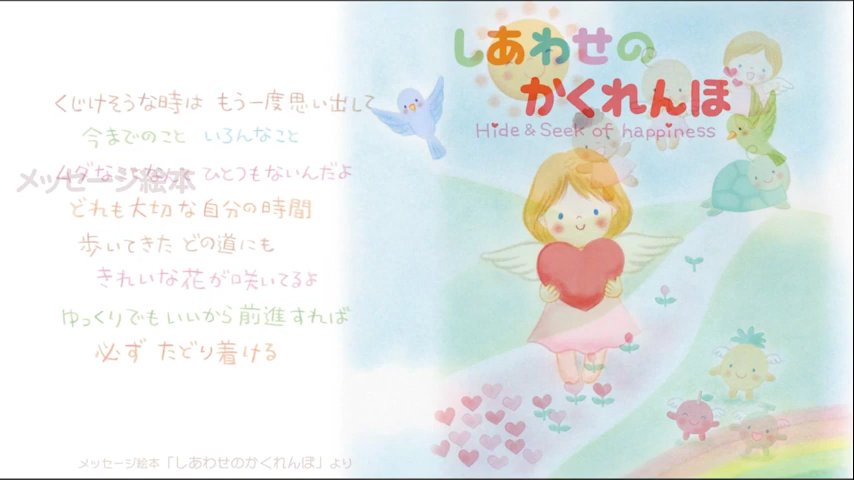 しあわせの
かくれんぼ
Hide & Seek of happiness
メッセージ絵本
くじけそうな時は もう一度思い出して
今までのこと いろんなこと
ムダな ひとつもないんだよ
どれも大切な自分の時間
歩いてきた どの道にも
きれいな花が咲いてるよ
ゆっくりでもいいから前進すれば
必ず たどり着ける
メッセージ絵本「しあわせのかくれんぼ」より